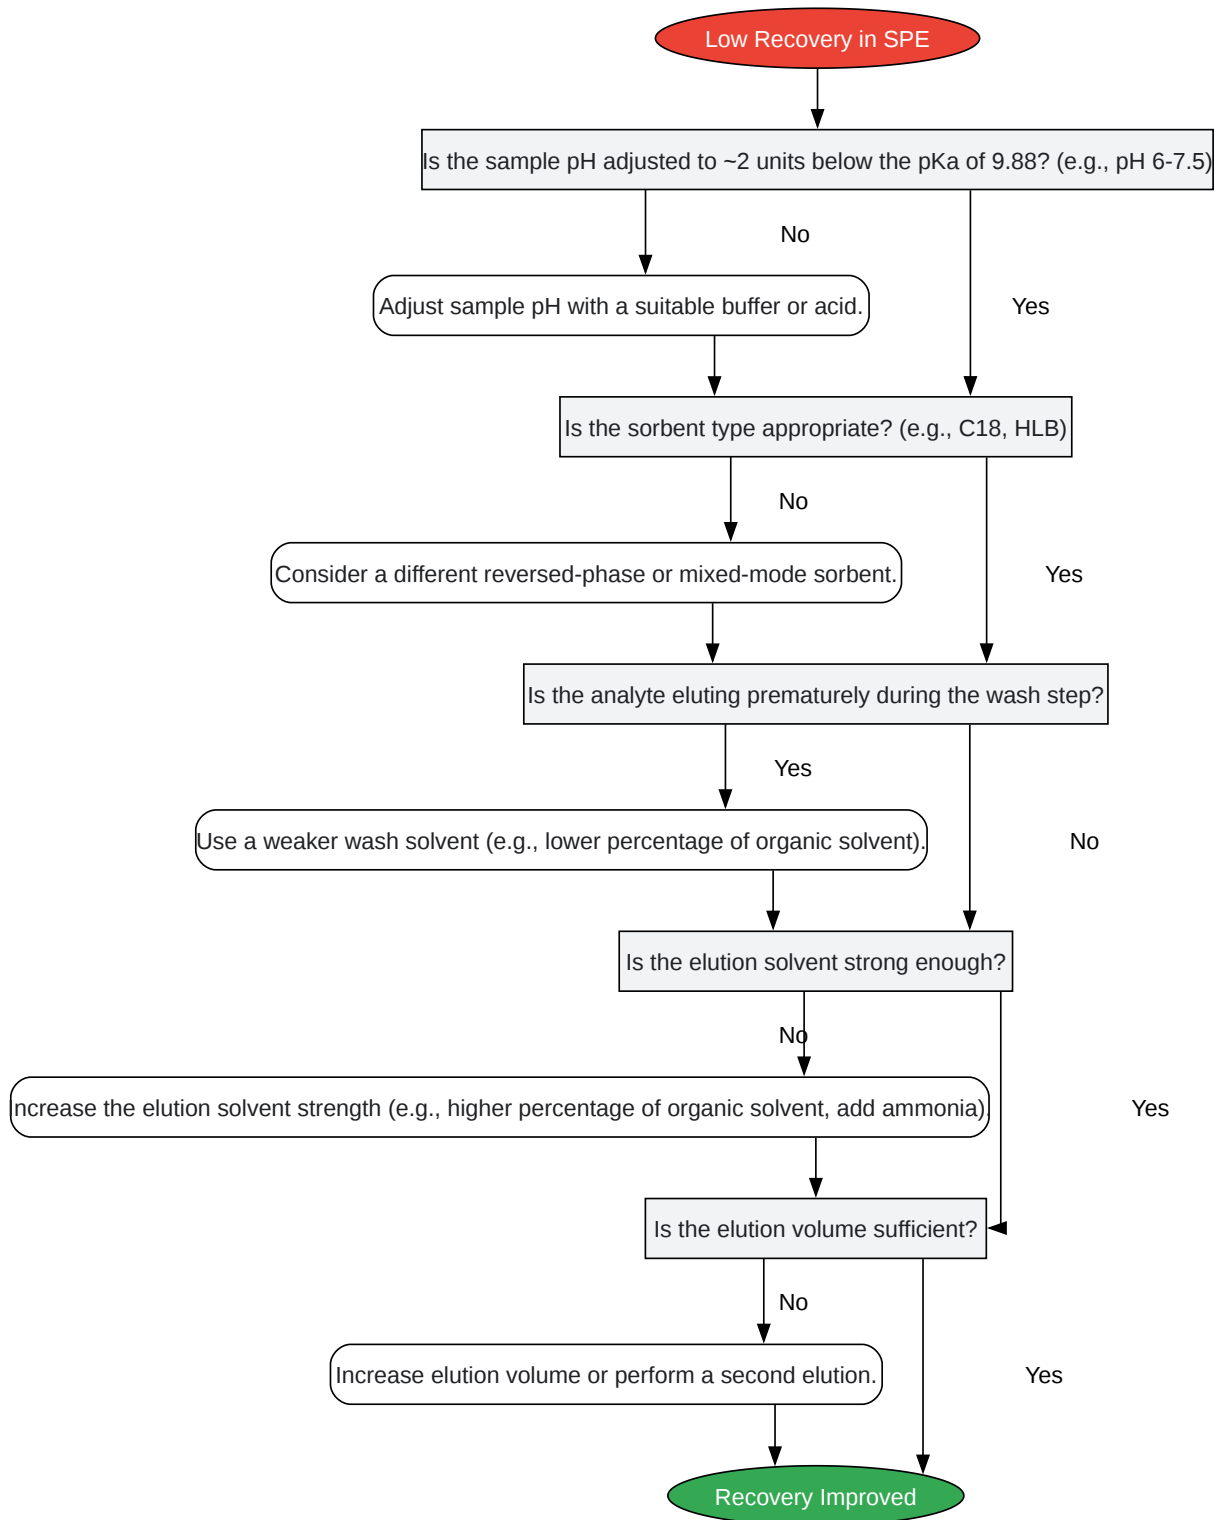 Low Recovery in SPE
Is the sample pH adjusted to ~2 units below the pKa of 9.88? (e.g., pH 6-7.5)
No
Adjust sample pH with a suitable buffer or acid.
Yes
Is the sorbent type appropriate? (e.g., C18, HLB)
No
Consider a different reversed-phase or mixed-mode sorbent.
Yes
Is the analyte eluting prematurely during the wash step?
Yes
Use a weaker wash solvent (e.g., lower percentage of organic solvent).
No
Is the elution solvent strong enough?
No
Increase the elution solvent strength (e.g., higher percentage of organic solvent, add ammonia).
Yes
Is the elution volume sufficient?
No
Increase elution volume or perform a second elution.
Yes
Recovery Improved